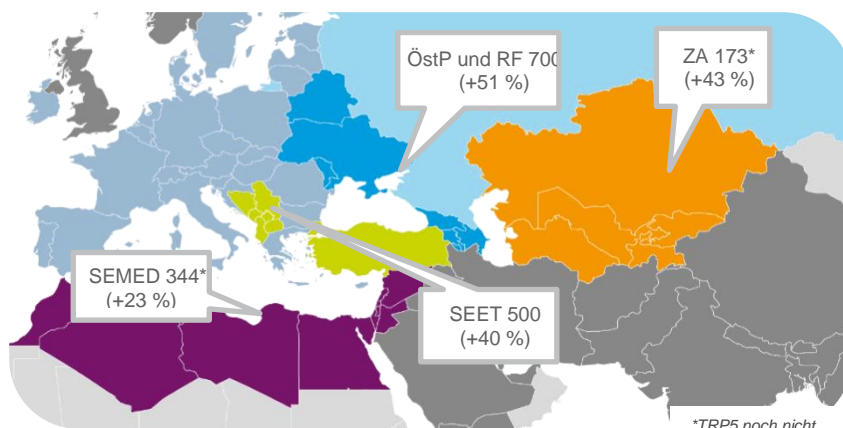 ÖstP und RF 700
(+51 %)
ZA 173*
(+43 %)
SEMED 344*
(+23 %)
SEET 500
(+40 %)
*TRP5 noch nicht